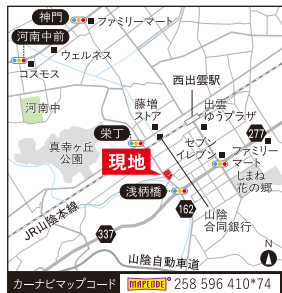 神門
ファミリーマート
河南中前
ウェルネス
コスモス
西出雲駅
河南中
藤増
ストア
出雲
ゆうプラザ
栄丁
277
真幸ヶ丘
公園
セブン
イレブン
ファミリー
マート
現地
しまね
花の郷
浅柄橋
162
JR山陰本線
山陰
合同銀行
337
山陰自動車道
N
カーナビマップコード MAPCODE 258 596 410*74